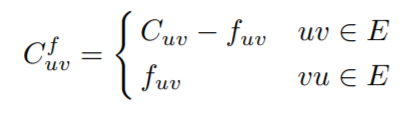 C^f_{uv} = { C_{uv} − f_{uv}   uv ∈ E
f_{uv}   vu ∈ E